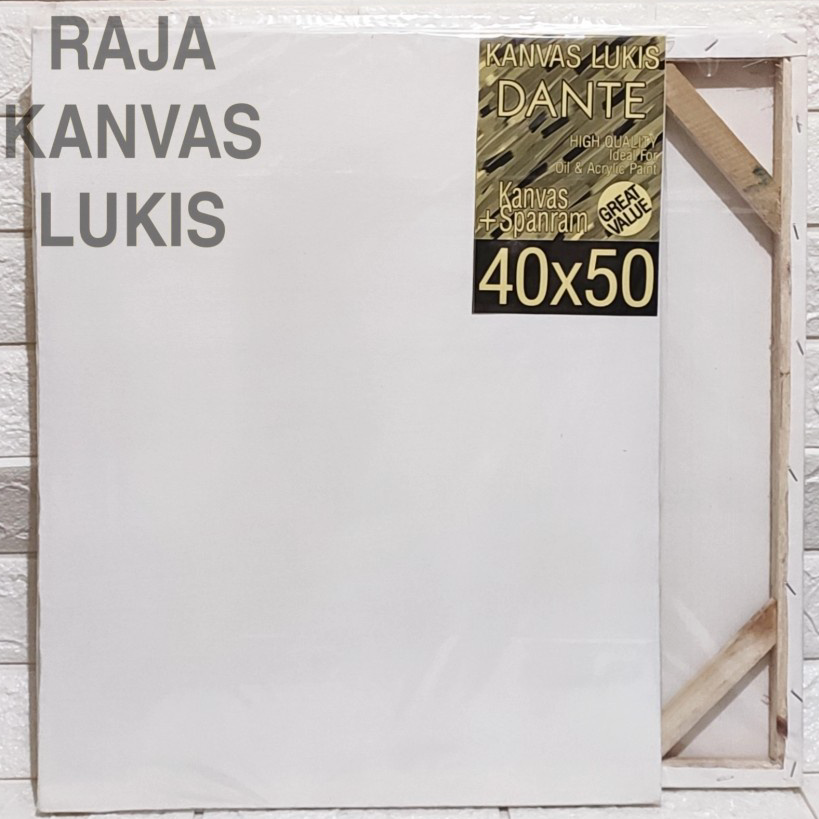 RAJA
KANVAS
LUKIS
KANVAS LUKIS
DANTE
HIGH QUALITY
Ideal For
Oil & Acrylic Paint
Kanvas
+Spanram
GREAT
VALUE
40x50